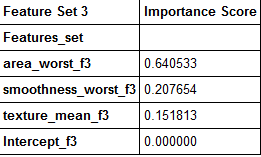 Feature Set 3 Importance Score
Features_set
area_worst_f3 0.640533
smoothness_worst_f3 0.207654
texture_mean_f3 0.151813
Intercept_f3 0.000000